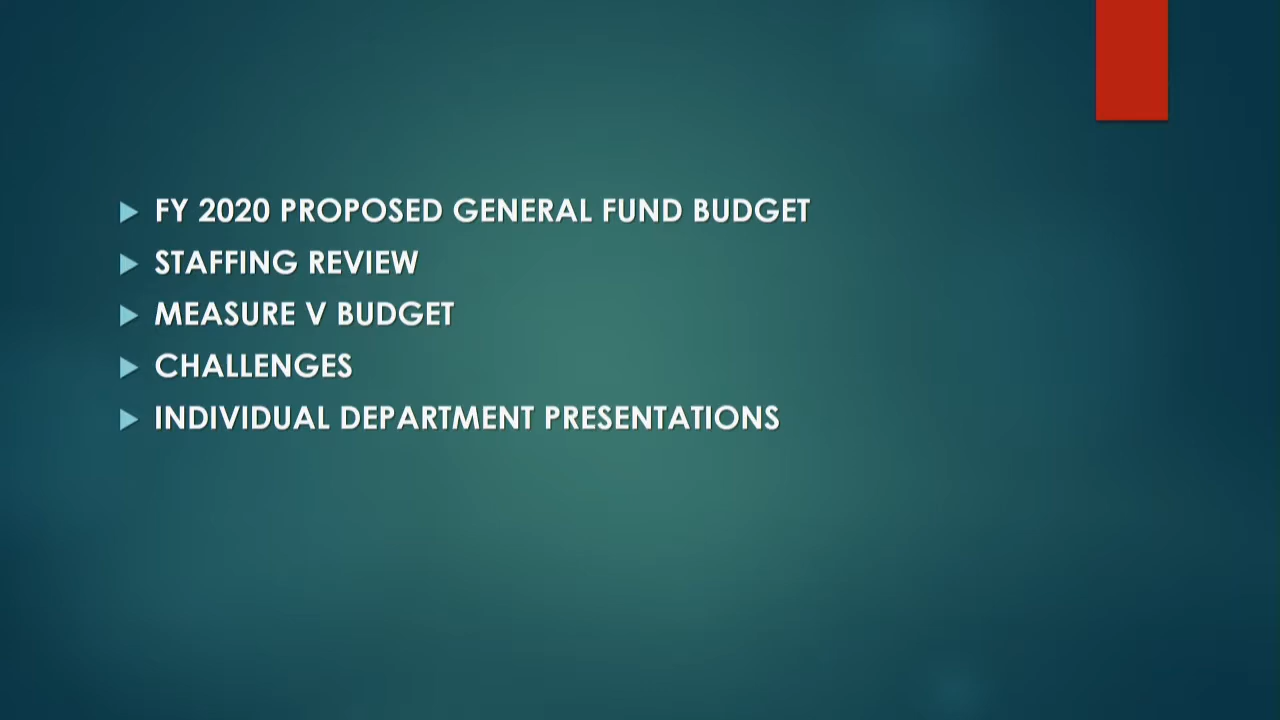 FY 2020 PROPOSED GENERAL FUND BUDGET
STAFFING REVIEW
MEASURE V BUDGET
CHALLENGES
INDIVIDUAL DEPARTMENT PRESENTATIONS